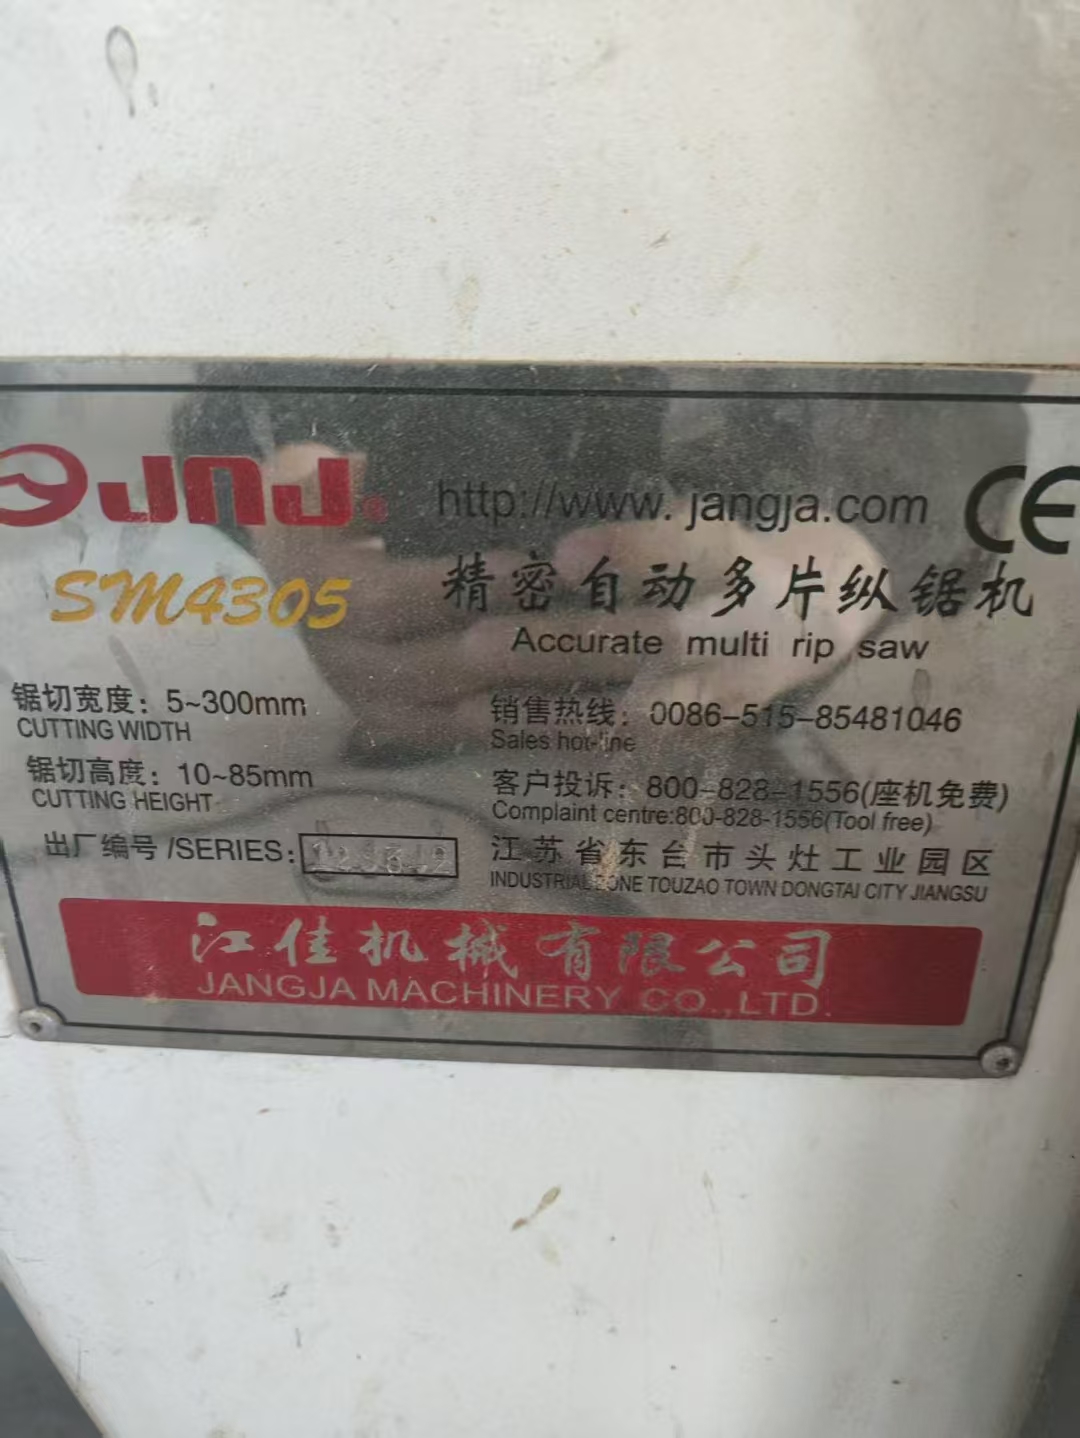 JNJ® http://www.jangja.com CE
SM4305 精密自动多片纵锯机
Accurate multi rip saw
锯切宽度：5~300mm
CUTTING WIDTH
锯切高度：10~85mm
CUTTING HEIGHT
出厂编号/SERIES：
销售热线：0086-515-85481046
Sales hot-line
客户投诉：800-828-1556(座机免费)
Complaint centre:800-828-1556(Tool free)
江苏省东台市头灶工业园区
INDUSTRIAL ZONE TOUZAO TOWN DONGTAI CITY JIANGSU
江佳机械有限公司
JANGJA MACHINERY CO.,LTD.